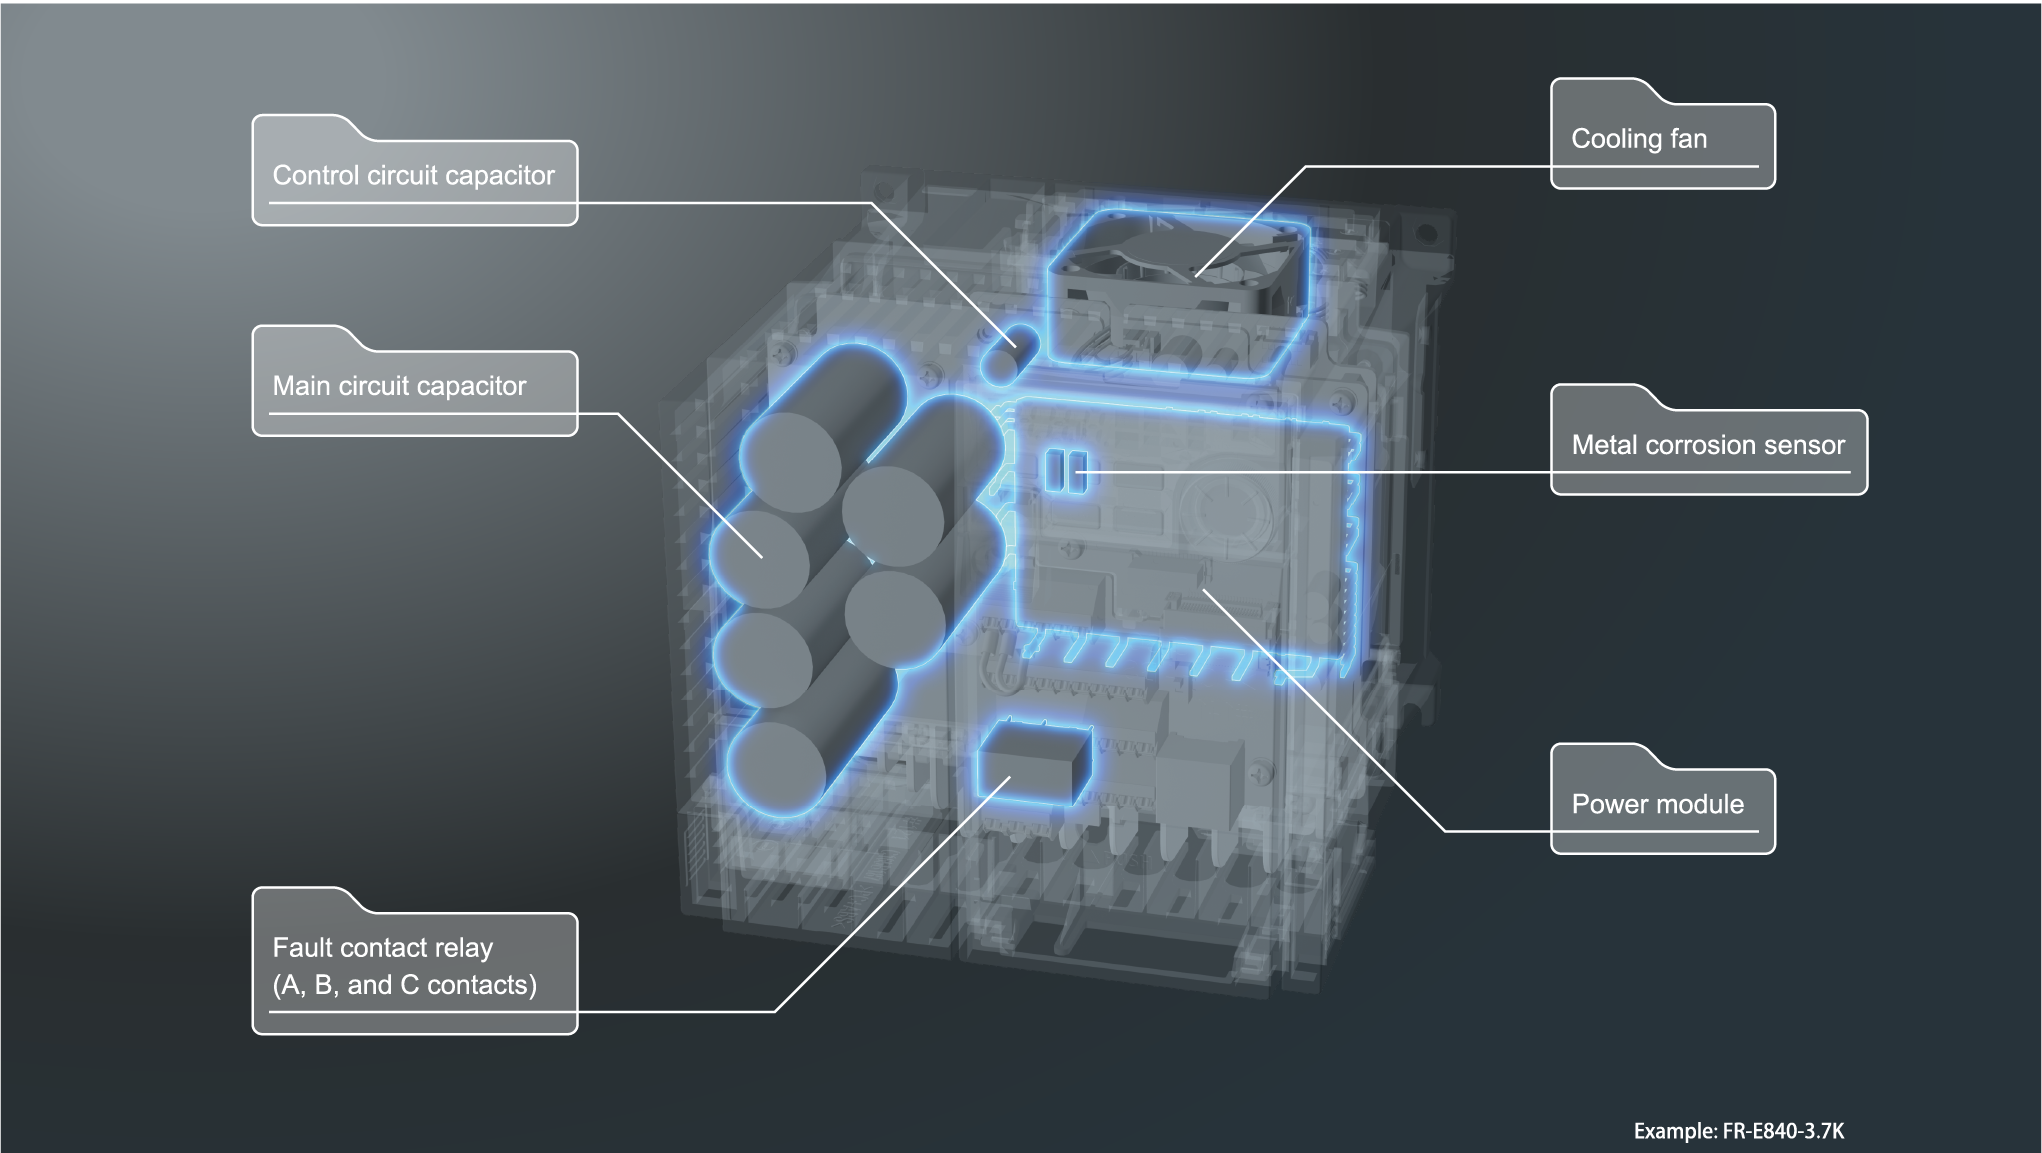 Control circuit capacitor
Cooling fan
Main circuit capacitor
Metal corrosion sensor
Power module
Fault contact relay
(A, B, and C contacts)
Example: FR-E840-3.7K